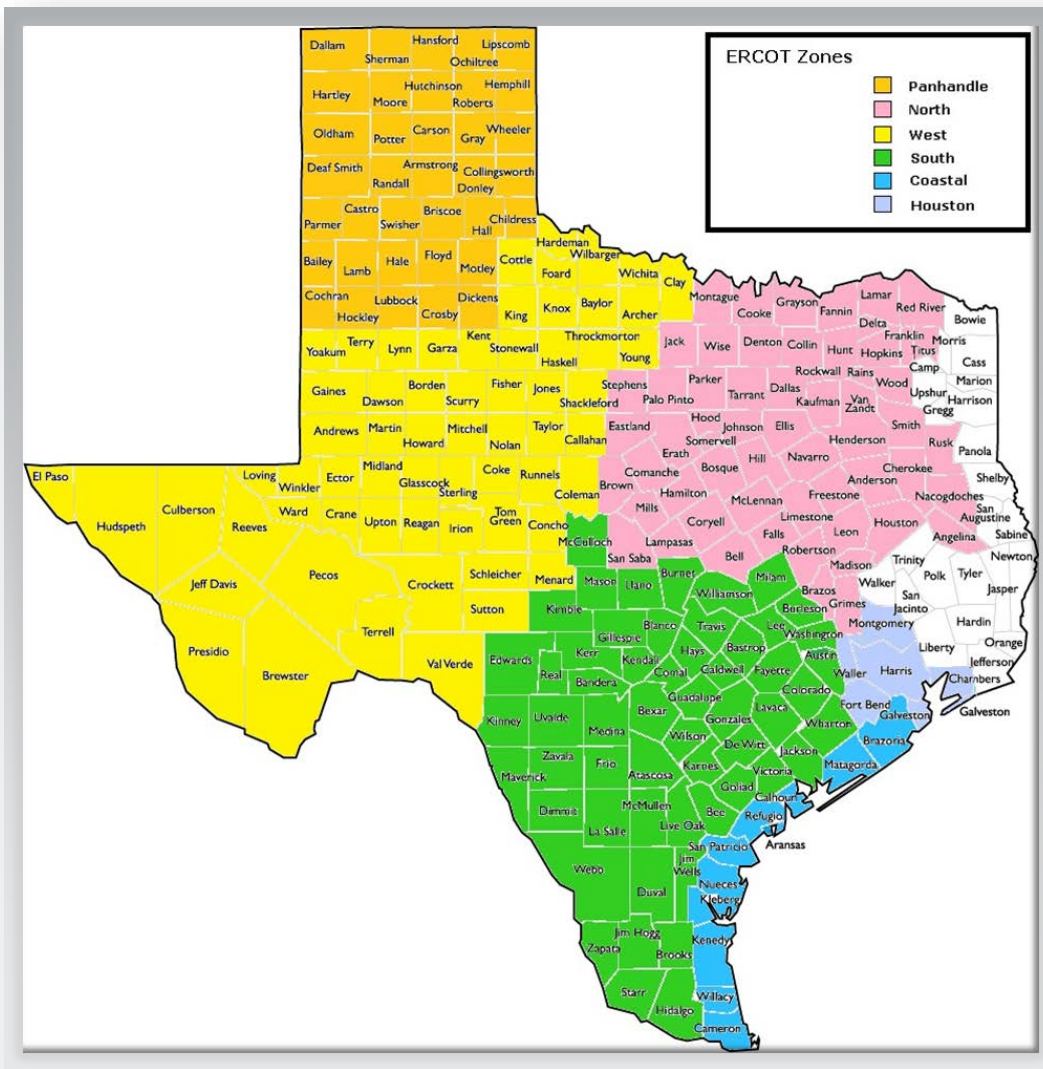 ERCOT Zones
Panhandle
North
West
South
Coastal
Houston
Dallam
Sherman
Hansford
Ochiltree
Lipscomb
Hartley
Moore
Hutchinson
Roberts
Hemphill
Oldham
Potter
Carson
Gray
Wheeler
Deaf Smith
Randall
Armstrong
Donley
Collingsworth
Parmer
Castro
Swisher
Briscoe
Hall
Childress
Bailey
Lamb
Hale
Floyd
Motley
Cochran
Hockley
Lubbock
Crosby
Dickens
Cottle
Hardeman
Foard
Wilbarger
Wichita
Clay
King
Knox
Baylor
Archer
Yoakum
Terry
Lynn
Garza
Kent
Stonewall
Haskell
Throckmorton
Young
Gaines
Dawson
Borden
Scurry
Fisher
Jones
Shackleford
Andrews
Martin
Howard
Mitchell
Nolan
Taylor
Callahan
El Paso
Hudspeth
Culberson
Reeves
Loving
Winkler
Ector
Midland
Glasscock
Sterling
Coke
Runnels
Coleman
Ward
Crane
Upton
Reagan
Irion
Tom
Green
Concho
McCulloch
Jeff Davis
Pecos
Crockett
Schleicher
Menard
Sutton
Presidio
Brewster
Terrell
Val Verde
Montague
Cooke
Grayson
Fannin
Lamar
Red River
Bowie
Delta
Franklin
Titus
Morris
Jack
Wise
Denton
Collin
Hunt
Hopkins
Camp
Cass
Marion
Rockwall
Rains
Wood
Upshur
Harrison
Gregg
Stephens
Palo Pinto
Parker
Tarrant
Dallas
Kaufman
Van
Zandt
Smith
Rusk
Panola
Eastland
Erath
Hood
Somervell
Johnson
Ellis
Henderson
Cherokee
Shelby
Comanche
Bosque
Hill
Navarro
Anderson
Nacogdoches
San
Augustine
Sabine
Brown
Mills
Hamilton
McLennan
Limestone
Freestone
Houston
Angelina
Newton
Coryell
Falls
Leon
San Saba
Lampasas
Bell
Robertson
Madison
Trinity
Polk
Tyler
Jasper
Walker
San
Jacinto
Hardin
Orange
Brazos
Grimes
Montgomery
Liberty
Jefferson
Chambers
Waller
Harris
Fort Bend
Galveston
Galveston
Brazoria
Matagorda
Mason
Llano
Burnet
Williamson
Milam
Burleson
Kimble
Gillespie
Blanco
Travis
Lee
Washington
Hays
Bastrop
Austin
Edwards
Real
Kerr
Kendall
Bandera
Comal
Caldwell
Fayette
Colorado
Guadalupe
Gonzales
Lavaca
Wharton
Kinney
Uvalde
Medina
Bexar
Wilson
De Witt
Jackson
Maverick
Zavala
Frio
Atascosa
Karnes
Goliad
Victoria
Calhoun
Dimmit
La Salle
McMullen
Live Oak
Bee
Refugio
Aransas
San Patricio
Webb
Duval
Jim
Wells
Nueces
Kleberg
Zapata
Jim Hogg
Brooks
Kenedy
Starr
Hidalgo
Willacy
Cameron